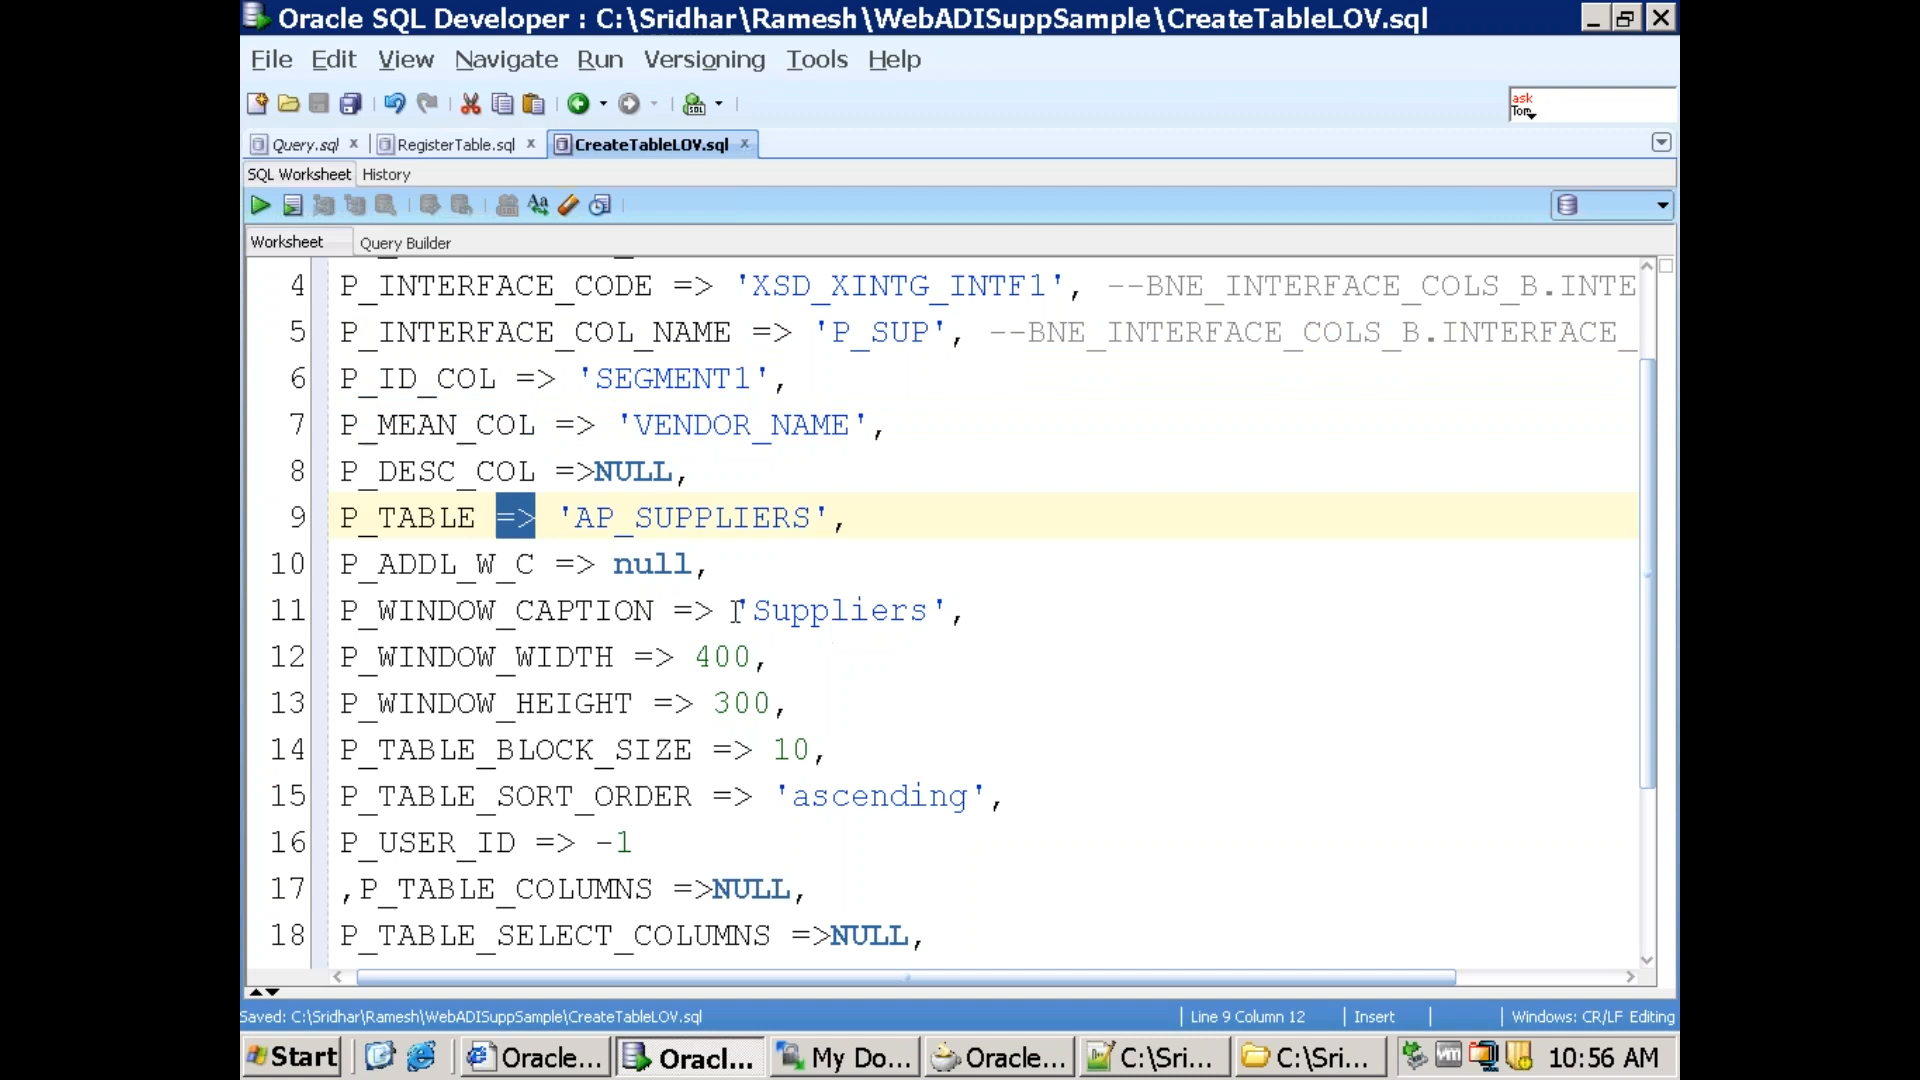 Oracle SQL Developer : C:\Sridhar\Ramesh\WebADISuppSample\CreateTableLOV.sql
File Edit View Navigate Run Versioning Tools Help
ask
Tom
Query.sql RegisterTable.sql CreateTableLOV.sql
SQL Worksheet History
Worksheet Query Builder
4 P_INTERFACE_CODE => 'XSD_XINTG_INTF1', --BNE_INTERFACE_COLS_B.INTE
5 P_INTERFACE_COL_NAME => 'P_SUP', --BNE_INTERFACE_COLS_B.INTERFACE_
6 P_ID_COL => 'SEGMENT1',
7 P_MEAN_COL => 'VENDOR_NAME',
8 P_DESC_COL =>NULL,
9 P_TABLE => 'AP_SUPPLIERS',
10 P_ADDL_W_C => null,
11 P_WINDOW_CAPTION => 'Suppliers',
12 P_WINDOW_WIDTH => 400,
13 P_WINDOW_HEIGHT => 300,
14 P_TABLE_BLOCK_SIZE => 10,
15 P_TABLE_SORT_ORDER => 'ascending',
16 P_USER_ID => -1
17 ,P_TABLE_COLUMNS =>NULL,
18 P_TABLE_SELECT_COLUMNS =>NULL,
Saved: C:\Sridhar\Ramesh\WebADISuppSample\CreateTableLOV.sql Line 9 Column 12 Insert Windows: CR/LF Editing
Start Oracle... Oracl... My Do... Oracle... C:\Sri... C:\Sri... 10:56 AM